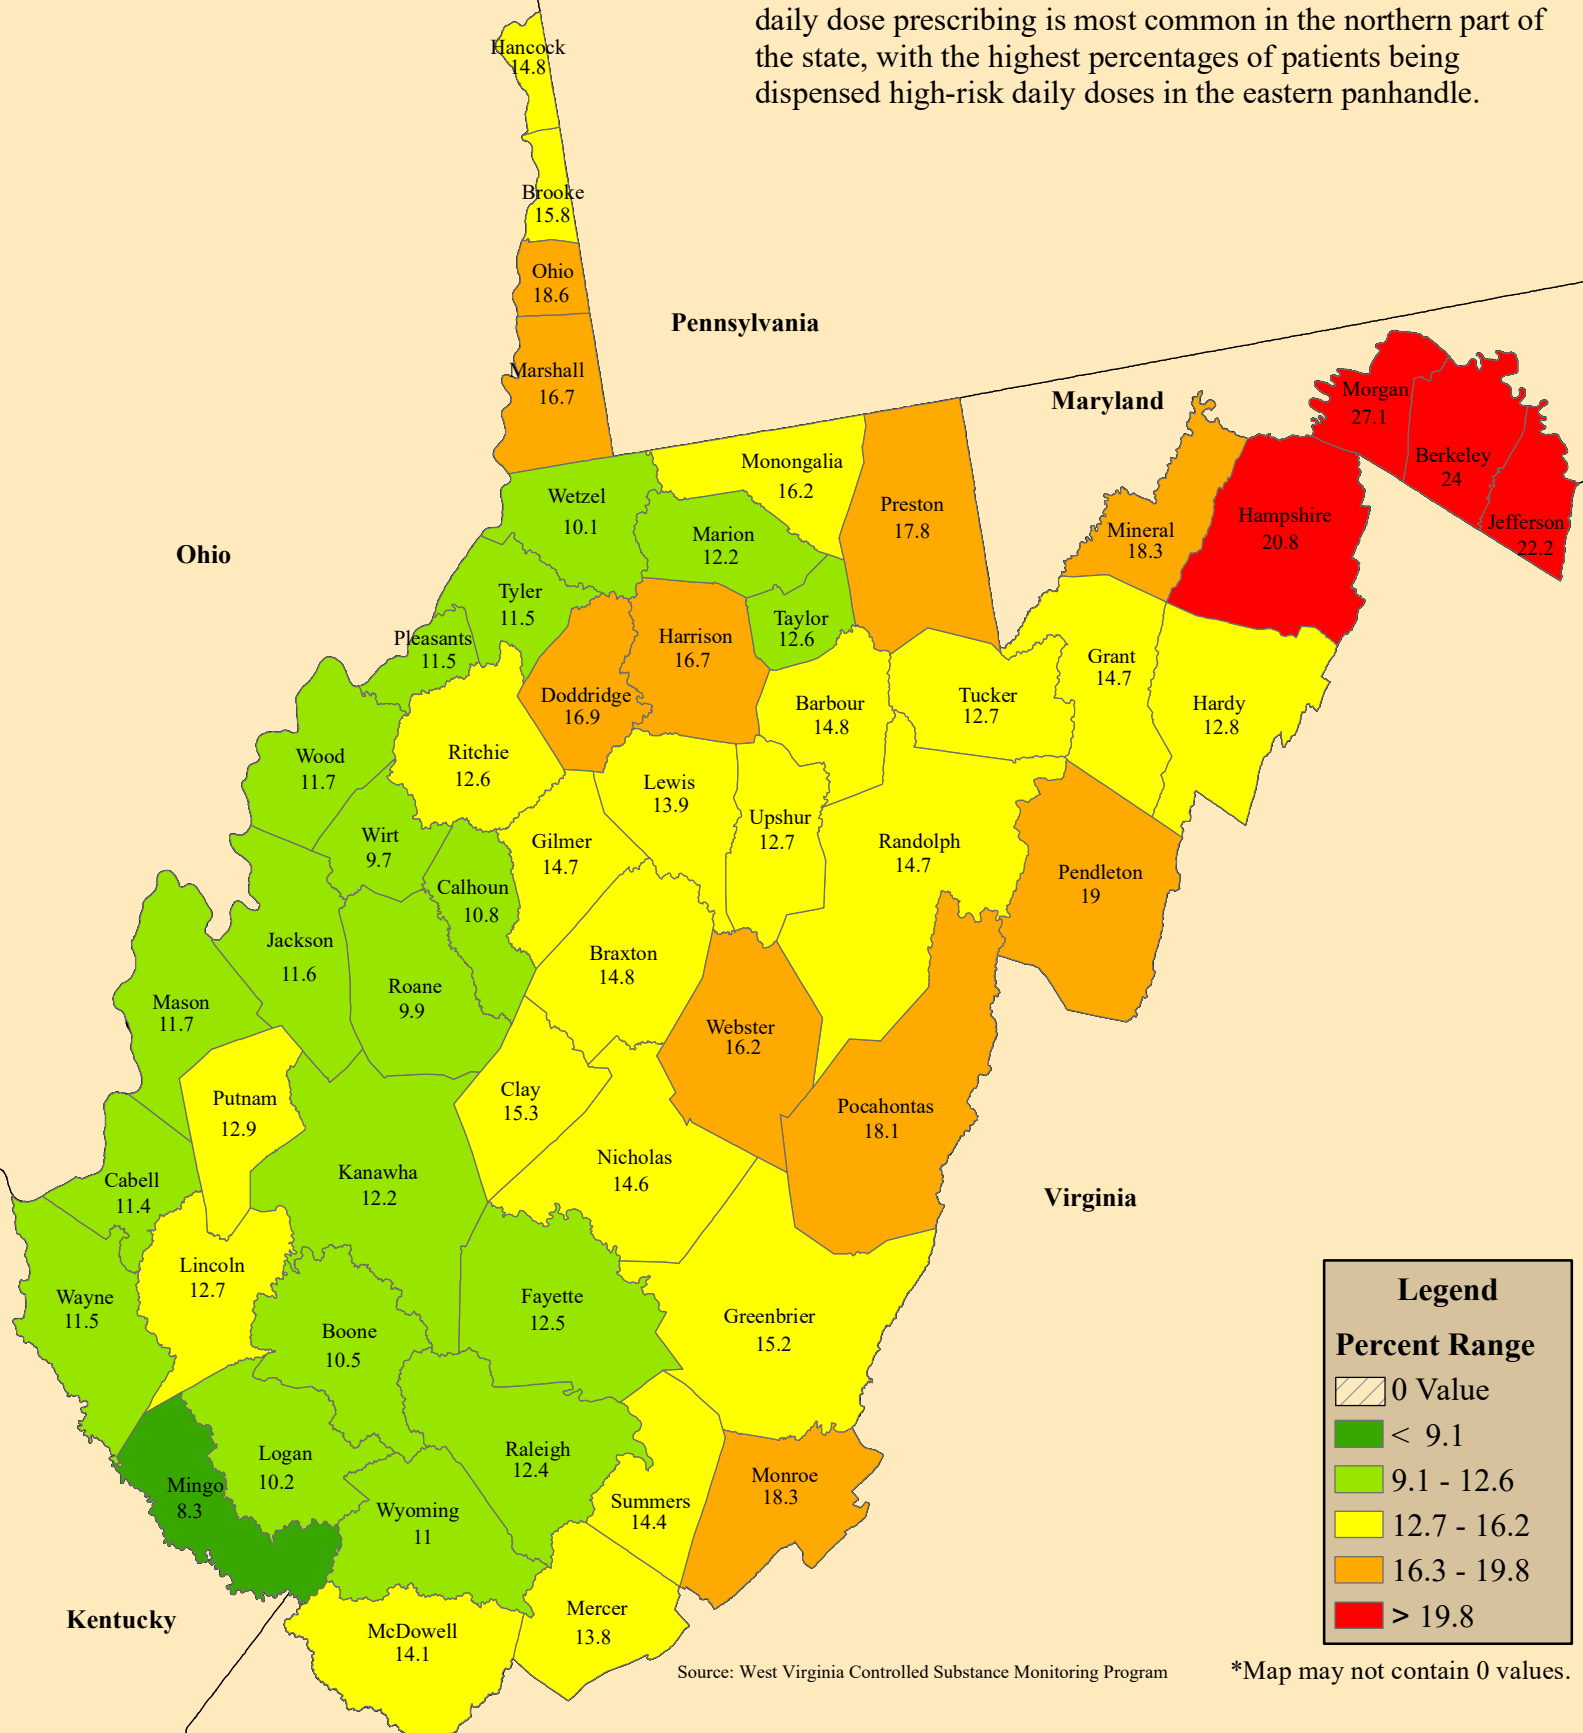 daily dose prescribing is most common in the northern part of
the state, with the highest percentages of patients being
dispensed high-risk daily doses in the eastern panhandle.
Hancock
14.8
Brooke
15.8
Ohio
18.6
Marshall
16.7
Pennsylvania
Maryland
Ohio
Morgan
27.1
Berkeley
24
Jefferson
22.2
Hampshire
20.8
Mineral
18.3
Monongalia
16.2
Preston
17.8
Wetzel
10.1
Marion
12.2
Tyler
11.5
Pleasants
11.5
Harrison
16.7
Taylor
12.6
Doddridge
16.9
Barbour
14.8
Tucker
12.7
Grant
14.7
Hardy
12.8
Wood
11.7
Ritchie
12.6
Lewis
13.9
Upshur
12.7
Wirt
9.7
Gilmer
14.7
Randolph
14.7
Calhoun
10.8
Pendleton
19
Jackson
11.6
Roane
9.9
Braxton
14.8
Mason
11.7
Webster
16.2
Putnam
12.9
Clay
15.3
Pocahontas
18.1
Cabell
11.4
Kanawha
12.2
Nicholas
14.6
Virginia
Lincoln
12.7
Wayne
11.5
Fayette
12.5
Boone
10.5
Greenbrier
15.2
Logan
10.2
Raleigh
12.4
Monroe
18.3
Mingo
8.3
Wyoming
11
Summers
14.4
Kentucky
McDowell
14.1
Mercer
13.8
Legend
Percent Range
0 Value
< 9.1
9.1 - 12.6
12.7 - 16.2
16.3 - 19.8
> 19.8
Source: West Virginia Controlled Substance Monitoring Program
*Map may not contain 0 values.